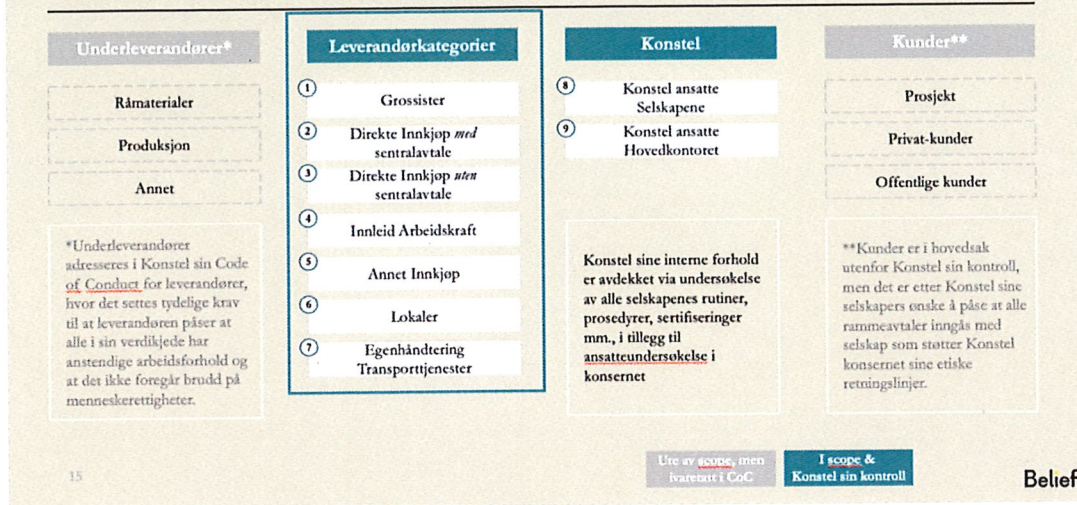 Underleverandører*
Råmaterialer
Produksjon
Annet
*Underleverandører
adresseres i Konstel sin Code
of Conduct for leverandører,
hvor det settes tydelige krav
til at leverandøren påser at
alle i sin verdikjede har
anstendige arbeidsforhold og
at det ikke foregår brudd på
menneskerettigheter.
Leverandørkategorier
1 Grossister
2 Direkte Innkjøp med
sentralavtale
3 Direkte Innkjøp uten
sentralavtale
4 Innleid Arbeidskraft
5 Annet Innkjøp
6 Lokaler
7 Egenhåndtering
Transporttjenester
Konstel
8 Konstel ansatte
Selskapene
9 Konstel ansatte
Hovedkontoret
Konstel sine interne forhold
er avdekket via undersøkelse
av alle selskapenes rutiner,
prosedyrer, sertifiseringer
mm., i tillegg til
ansatteundersøkelse i
konsernet
Kunder**
Prosjekt
Privat-kunder
Offentlige kunder
**Kunder er i hovedsak
utenfor Konstel sin kontroll,
men det er etter Konstel sine
selskapers ønske å påse at alle
rammeavtaler inngås med
selskap som støtter Konstel
konsernet sine etiske
retningslinjer.
15
Ute av scope, men
ivaretatt i CoC
I scope &
Konstel sin kontroll
Belief